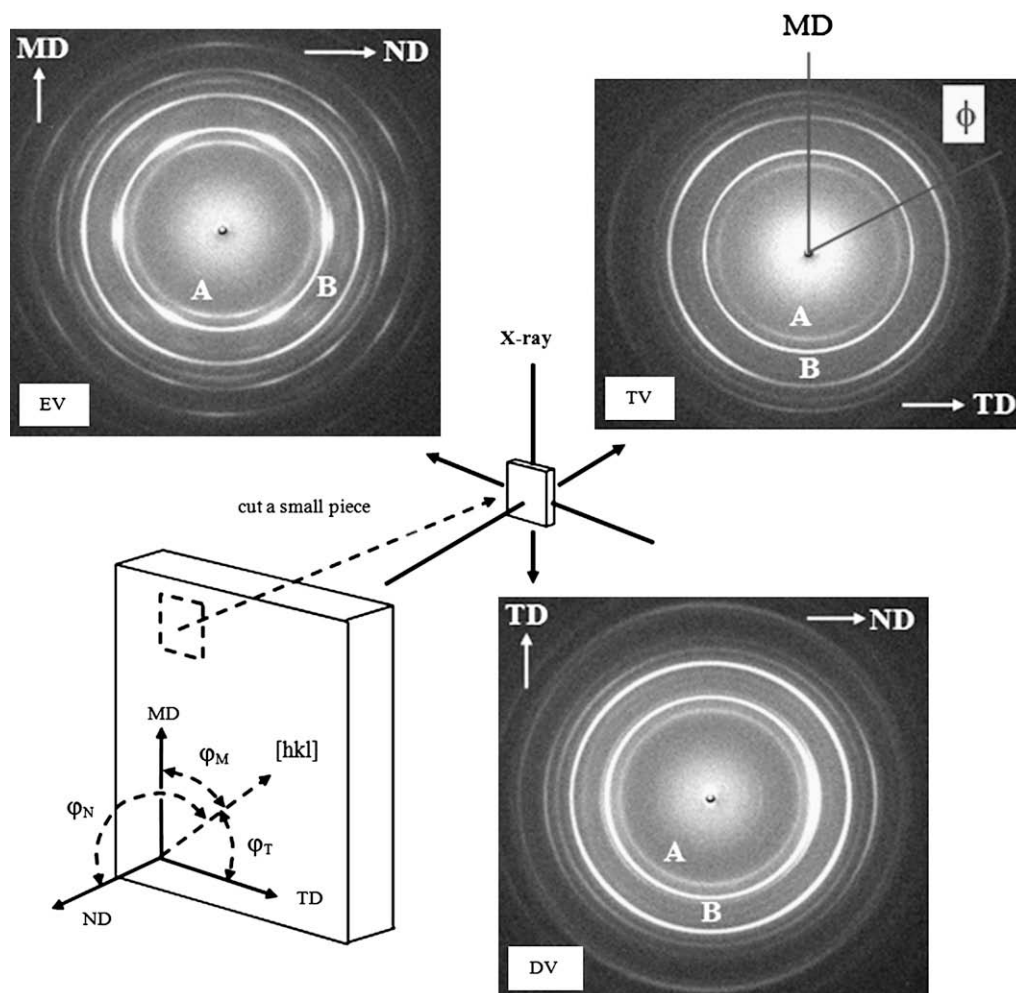 MD
ND
A
B
EV
MD
ϕ
A
B
TV
TD
X-ray
cut a small piece
MD
[hkl]
φM
φN
φT
TD
ND
TD
ND
A
B
DV